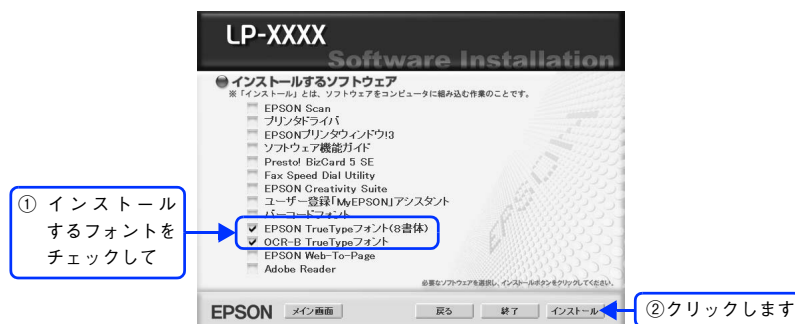 LP-XXXX
Software Installation
インストールするソフトウェア
※「インストール」とは、ソフトウェアをコンピュータに組み込む作業のことです。
EPSON Scan
プリンタドライバ
EPSONプリンタウィンドウ!3
ソフトウェア機能ガイド
Presto! BizCard 5 SE
Fax Speed Dial Utility
EPSON Creativity Suite
ユーザー登録「MyEPSON」アシスタント
バーコードフォント
EPSON TrueTypeフォント(8書体)
OCR-B TrueTypeフォント
EPSON Web-To-Page
Adobe Reader
必要なソフトウェアを選択し、インストールボタンをクリックしてください。
EPSON メイン画面 戻る 終了 インストール
① インストール
するフォントを
チェックして
②クリックします
EPSON